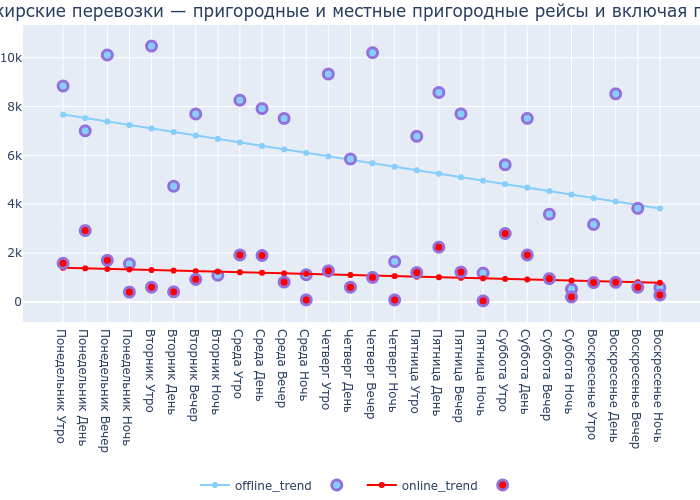 жирские перевозки — пригородные и местные пригородные рейсы и включая г
10k
8k
6k
4k
2k
0
Понедельник Утро
Понедельник День
Понедельник Вечер
Понедельник Ночь
Вторник Утро
Вторник День
Вторник Вечер
Вторник Ночь
Среда Утро
Среда День
Среда Вечер
Среда Ночь
Четверг Утро
Четверг День
Четверг Вечер
Четверг Ночь
Пятница Утро
Пятница День
Пятница Вечер
Пятница Ночь
Суббота Утро
Суббота День
Суббота Вечер
Суббота Ночь
Воскресенье Утро
Воскресенье День
Воскресенье Вечер
Воскресенье Ночь
offline_trend
online_trend